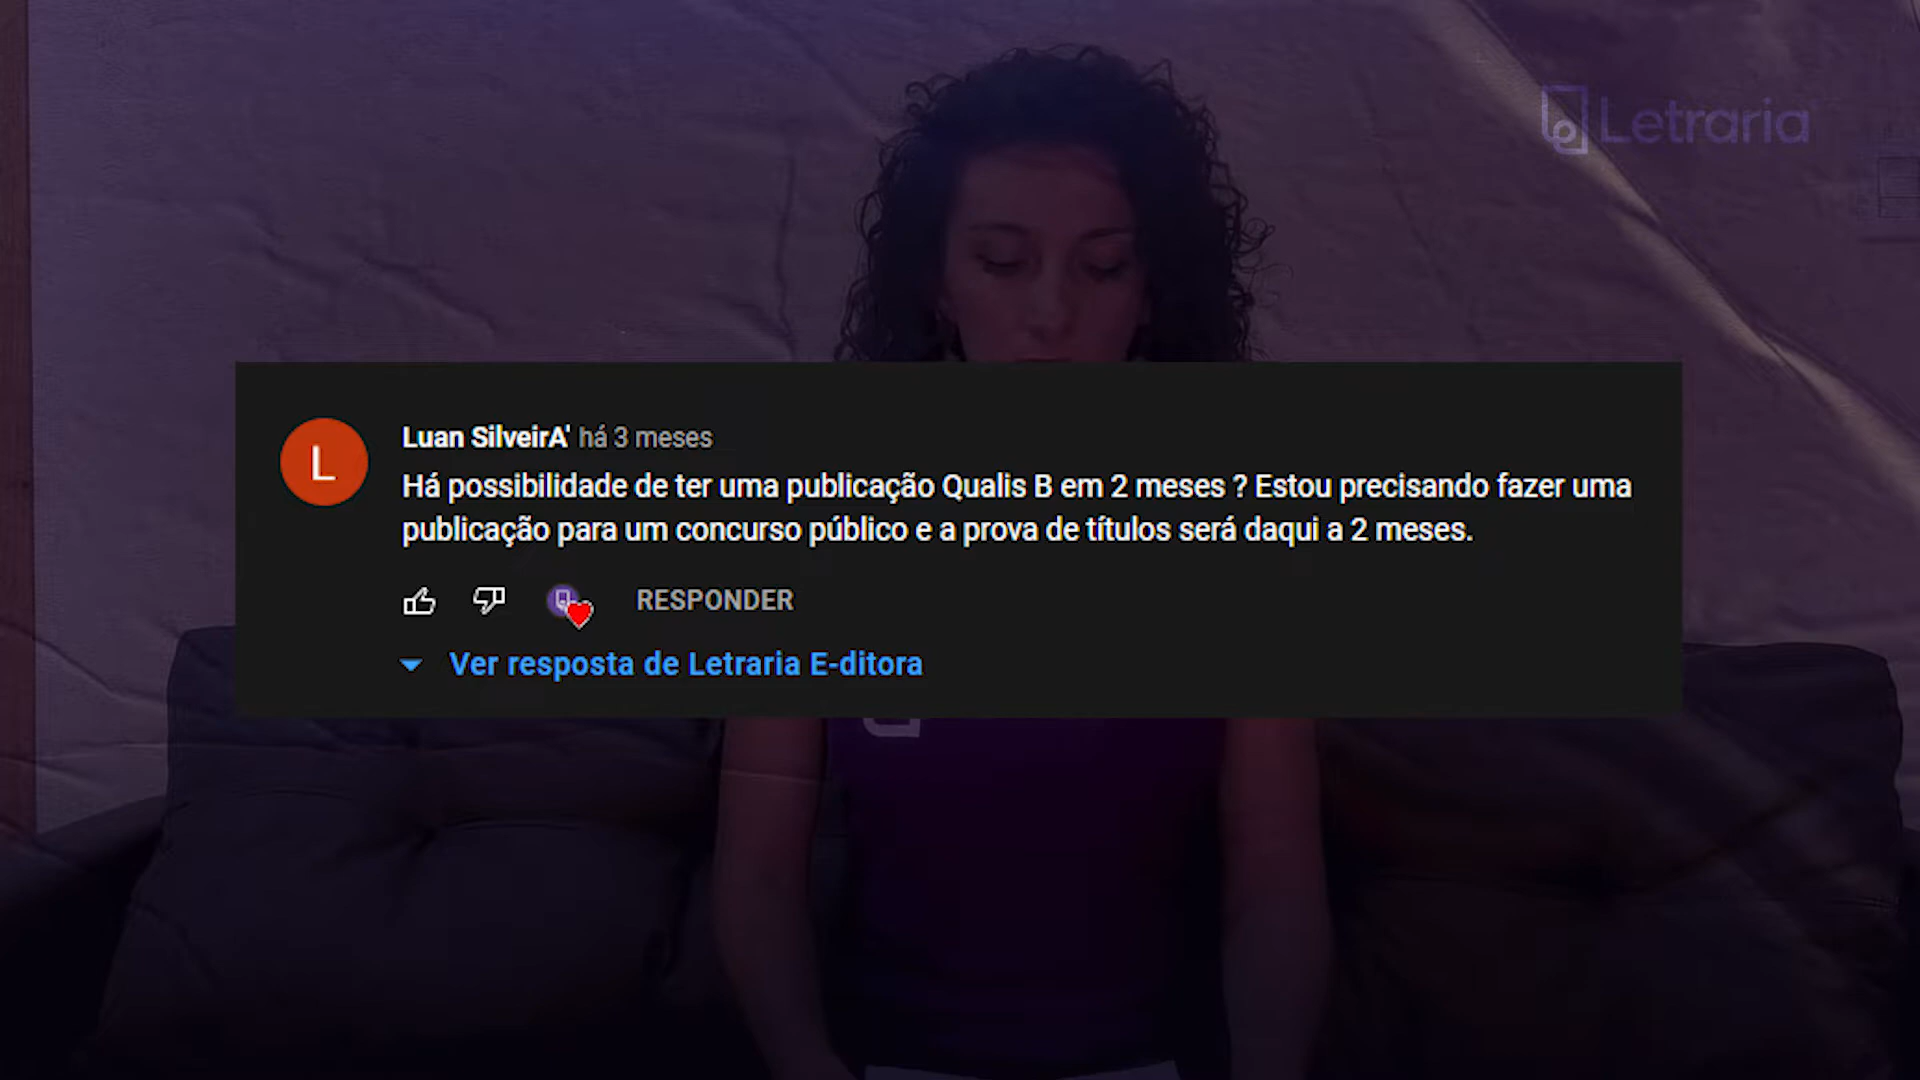 Letraria
L
Luan SilveirA' há 3 meses
Há possibilidade de ter uma publicação Qualis B em 2 meses ? Estou precisando fazer uma
publicação para um concurso público e a prova de títulos será daqui a 2 meses.
RESPONDER
Ver resposta de Letraria E-ditora